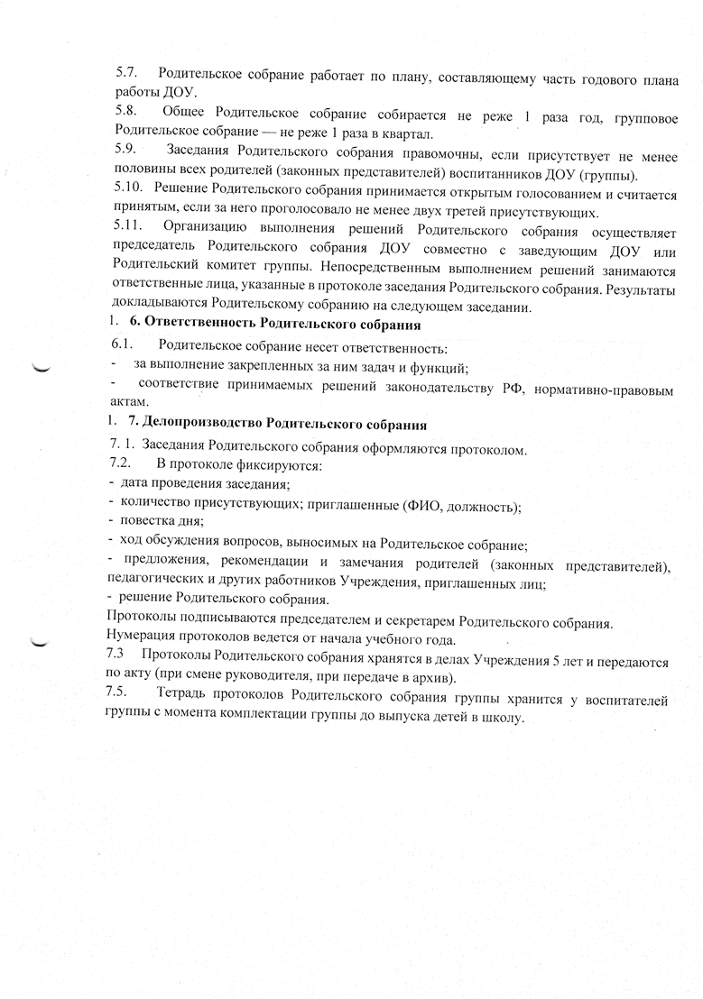 5.7. Родительское собрание работает по плану, составляющему часть годового плана
работы ДОУ.
5.8. Общее Родительское собрание собирается не реже 1 раза год, групповое
Родительское собрание — не реже 1 раза в квартал.
5.9. Заседания Родительского собрания правомочны, если присутствует не менее
половины всех родителей (законных представителей) воспитанников ДОУ (группы).
5.10. Решение Родительского собрания принимается открытым голосованием и считается
принятым, если за него проголосовало не менее двух третей присутствующих.
5.11. Организацию выполнения решений Родительского собрания осуществляет
председатель Родительского собрания ДОУ совместно с заведующим ДОУ или
Родительский комитет группы. Непосредственным выполнением решений занимаются
ответственные лица, указанные в протоколе заседания Родительского собрания. Результаты
докладываются Родительскому собранию на следующем заседании.
1. 6. Ответственность Родительского собрания
6.1. Родительское собрание несет ответственность:
- за выполнение закрепленных за ним задач и функций;
- соответствие принимаемых решений законодательству РФ, нормативно-правовым
актам.
1. 7. Делопроизводство Родительского собрания
7. 1. Заседания Родительского собрания оформляются протоколом.
7.2. В протоколе фиксируются:
- дата проведения заседания;
- количество присутствующих; приглашенные (ФИО, должность);
- повестка дня;
- ход обсуждения вопросов, выносимых на Родительское собрание;
- предложения, рекомендации и замечания родителей (законных представителей),
педагогических и других работников Учреждения, приглашенных лиц;
- решение Родительского собрания.
Протоколы подписываются председателем и секретарем Родительского собрания.
Нумерация протоколов ведется от начала учебного года.
7.3 Протоколы Родительского собрания хранятся в делах Учреждения 5 лет и передаются
по акту (при смене руководителя, при передаче в архив).
7.5. Тетрадь протоколов Родительского собрания группы хранится у воспитателей
группы с момента комплектации группы до выпуска детей в школу.